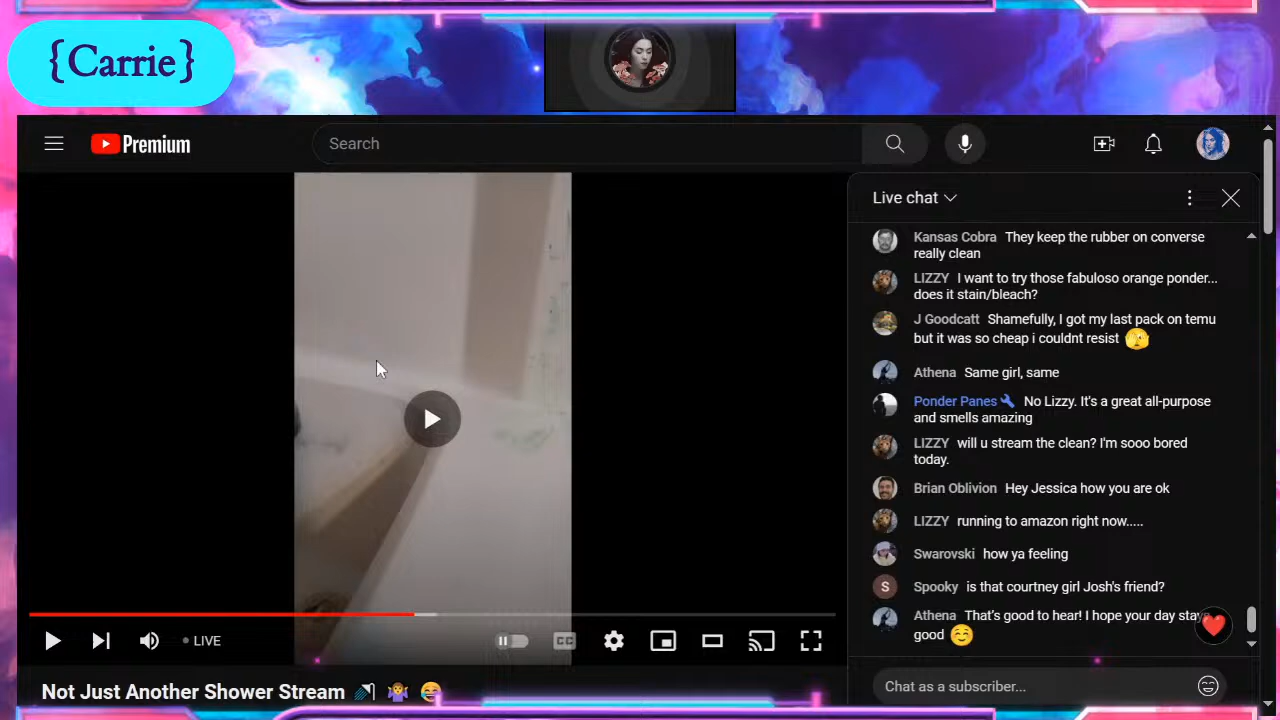 {Carrie}
Premium
Search
Live chat
Kansas Cobra They keep the rubber on converse
really clean
LIZZY I want to try those fabuloso orange ponder...
does it stain/bleach?
J Goodcatt Shamefully, I got my last pack on temu
but it was so cheap i couldnt resist
Athena Same girl, same
Ponder Panes No Lizzy. It's a great all-purpose
and smells amazing
LIZZY will u stream the clean? I'm sooo bored
today.
Brian Oblivion Hey Jessica how you are ok
LIZZY running to amazon right now.....
Swarovski how ya feeling
S Spooky is that courtney girl Josh's friend?
Athena That's good to hear! I hope your day stay
good
CC
LIVE
Not Just Another Shower Stream
Chat as a subscriber...